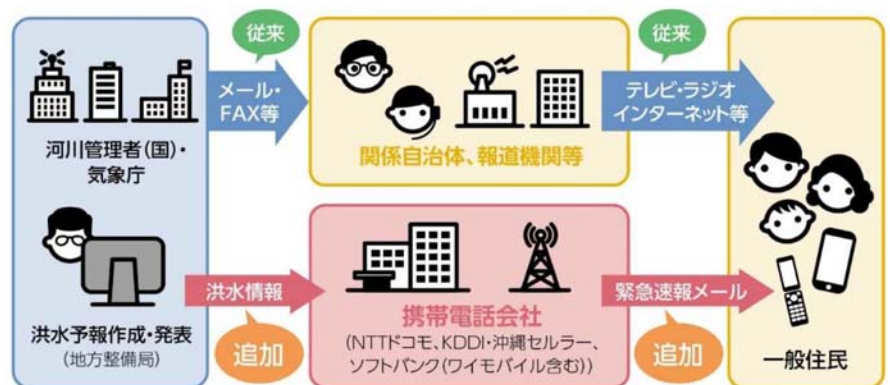 従来
従来
メール・
FAX等
テレビ・ラジオ
インターネット等
河川管理者(国)・
気象庁
関係自治体、報道機関等
洪水情報
緊急速報メール
携帯電話会社
洪水予報作成・発表
(地方整備局)
追加
(NTTドコモ、KDDI・沖縄セルラー、
ソフトバンク(ワイモバイル含む))
追加
一般住民